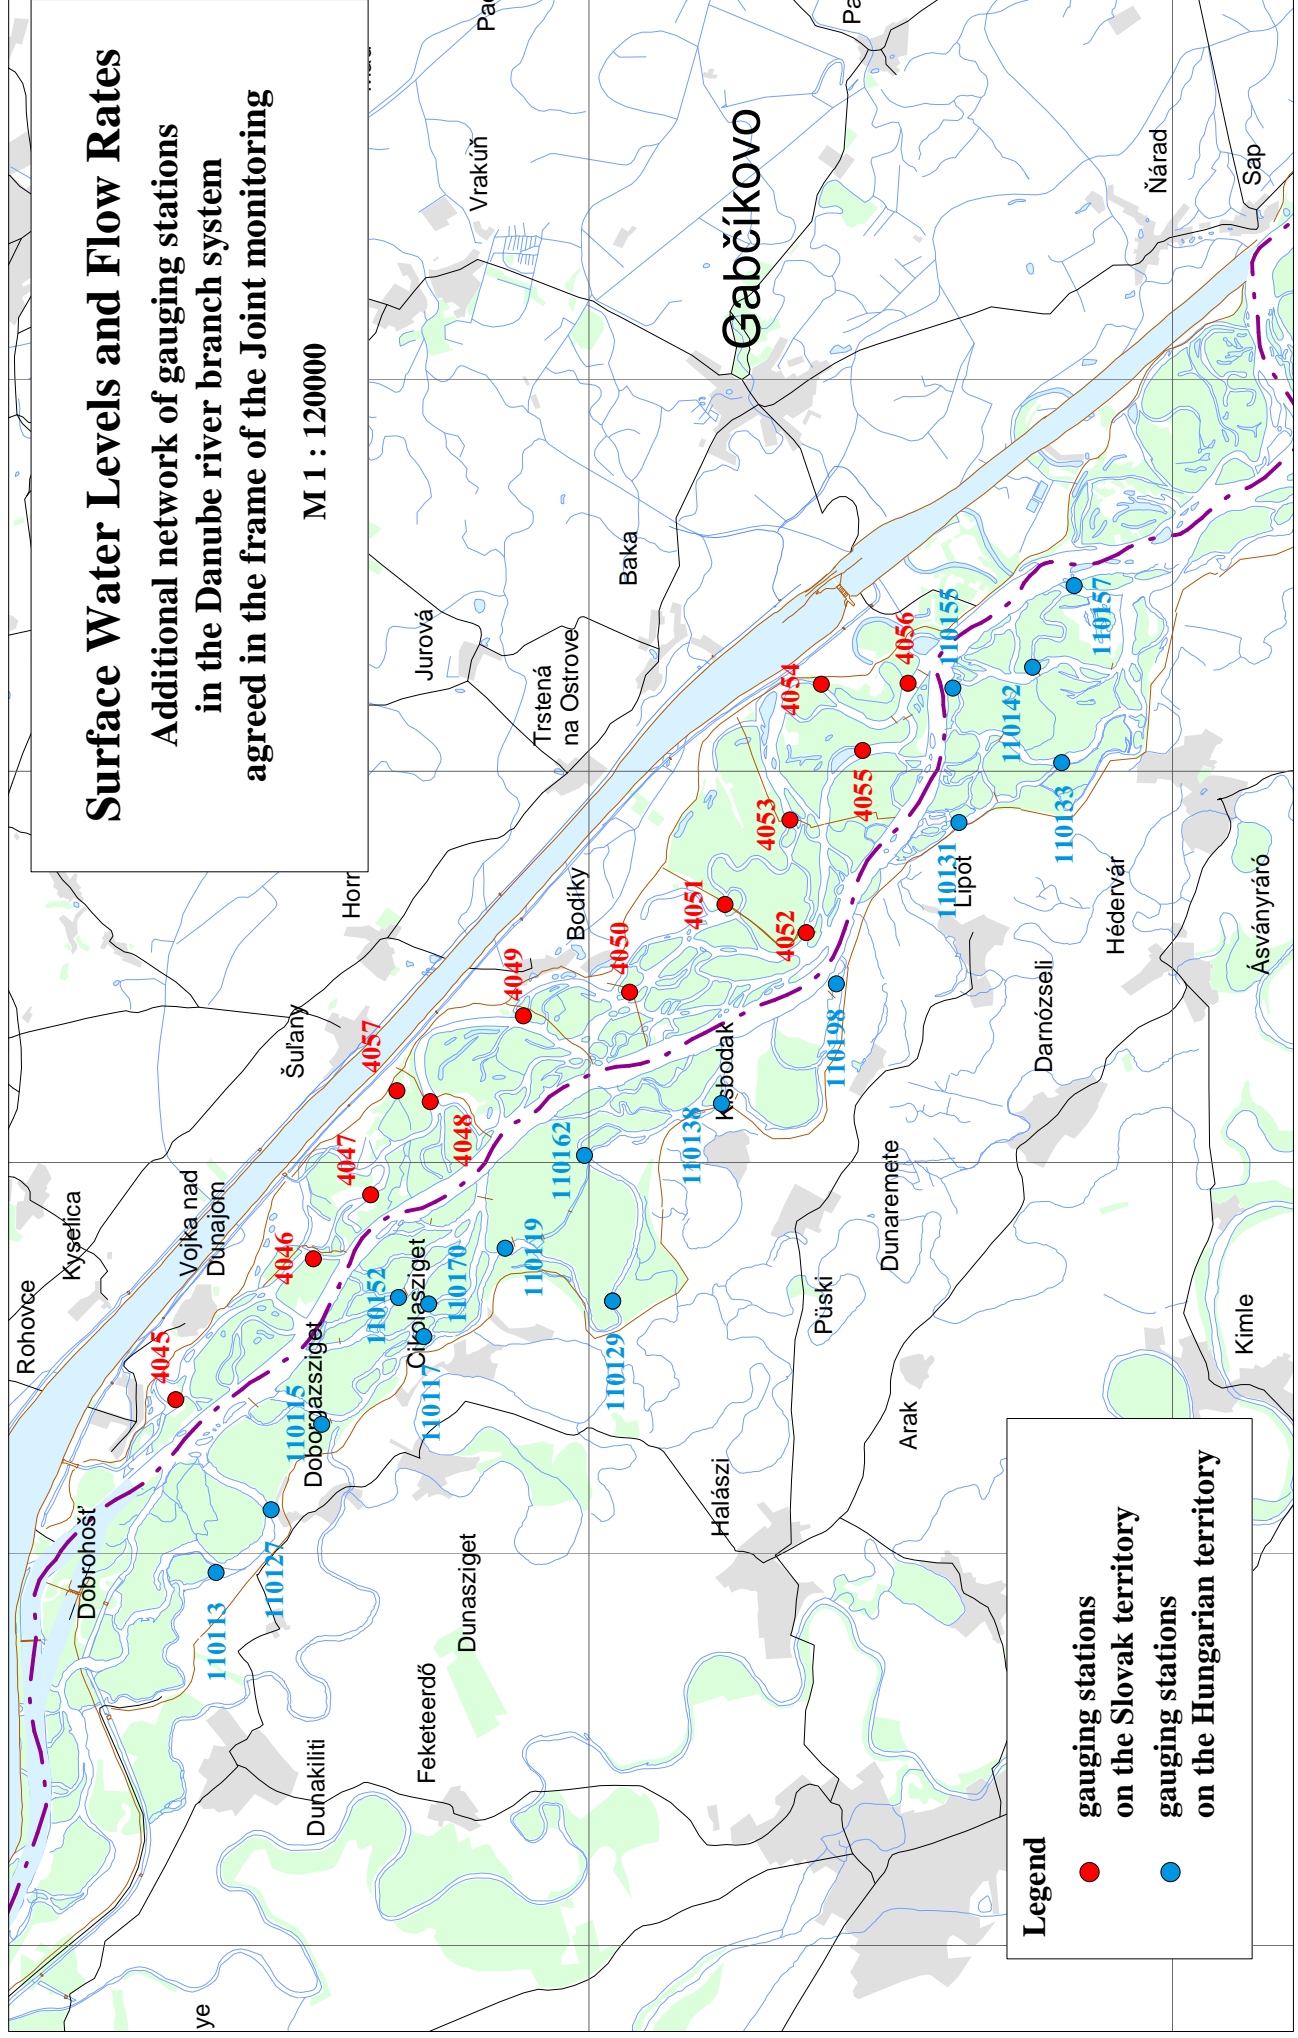 Surface Water Levels and Flow Rates
Additional network of gauging stations
in the Danube river branch system
agreed in the frame of the Joint monitoring
M 1 : 120000
Rohovce
Kyselica
Vojka nad
Dunajom
Dobrohošť
Šuľany
Horr
Bodíky
Jurová
Trstená
na Ostrove
Baka
Vrakúň
Pac
Pa
Gabčíkovo
Ňárad
Sap
ye
Dunakiliti
Feketeerdő
Dunasziget
Doborgazsziget
Cikolasziget
Halászi
Püski
Arak
Kisbodak
Dunaremete
Darnózseli
Lipót
Hédervár
Ásványráró
Kimle
4045
4046
4047
4057
4048
4049
4050
4051
4052
4053
4054
4055
4056
110113
110127
110115
110152
110117
110170
110119
110129
110162
110138
110198
110131
110133
110142
110155
110157
Legend
gauging stations
on the Slovak territory
gauging stations
on the Hungarian territory